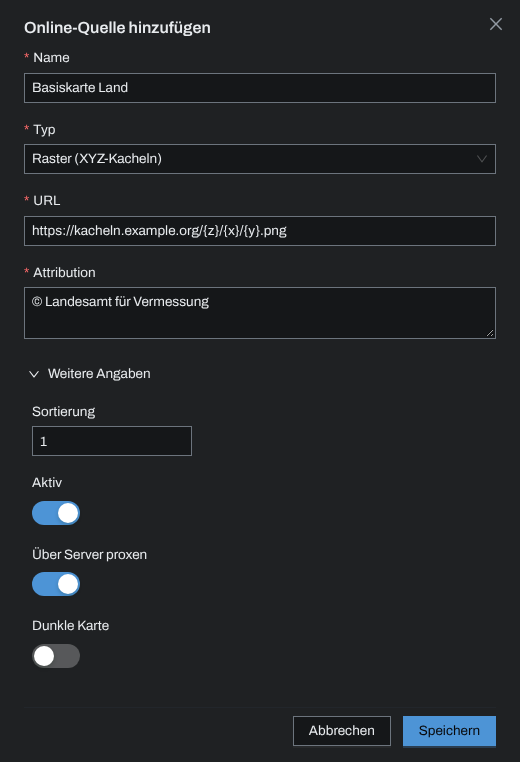 Online-Quelle hinzufügen
* Name
Basiskarte Land
* Typ
Raster (XYZ-Kacheln)
* URL
https://kacheln.example.org/{z}/{x}/{y}.png
* Attribution
© Landesamt für Vermessung
Weitere Angaben
Sortierung
1
Aktiv
Über Server proxen
Dunkle Karte
Abbrechen Speichern